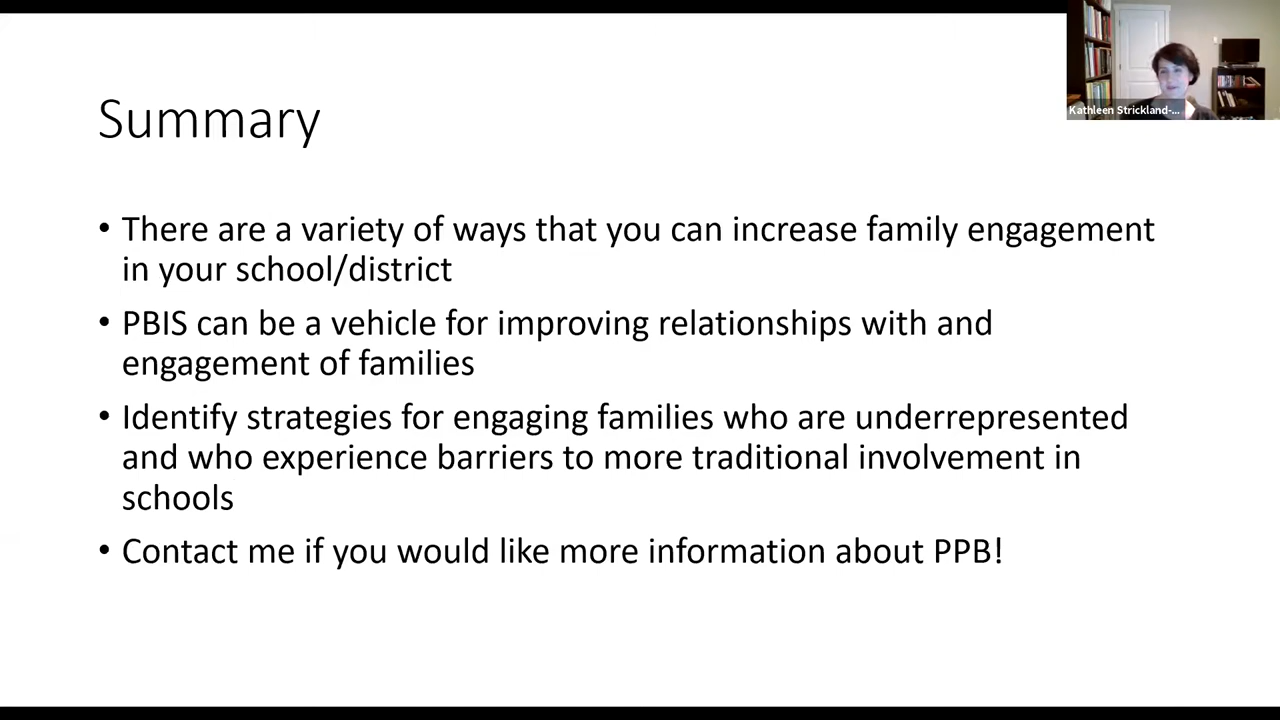 Kathleen Strickland-...
Summary
• There are a variety of ways that you can increase family engagement
in your school/district
• PBIS can be a vehicle for improving relationships with and
engagement of families
• Identify strategies for engaging families who are underrepresented
and who experience barriers to more traditional involvement in
schools
• Contact me if you would like more information about PPB!